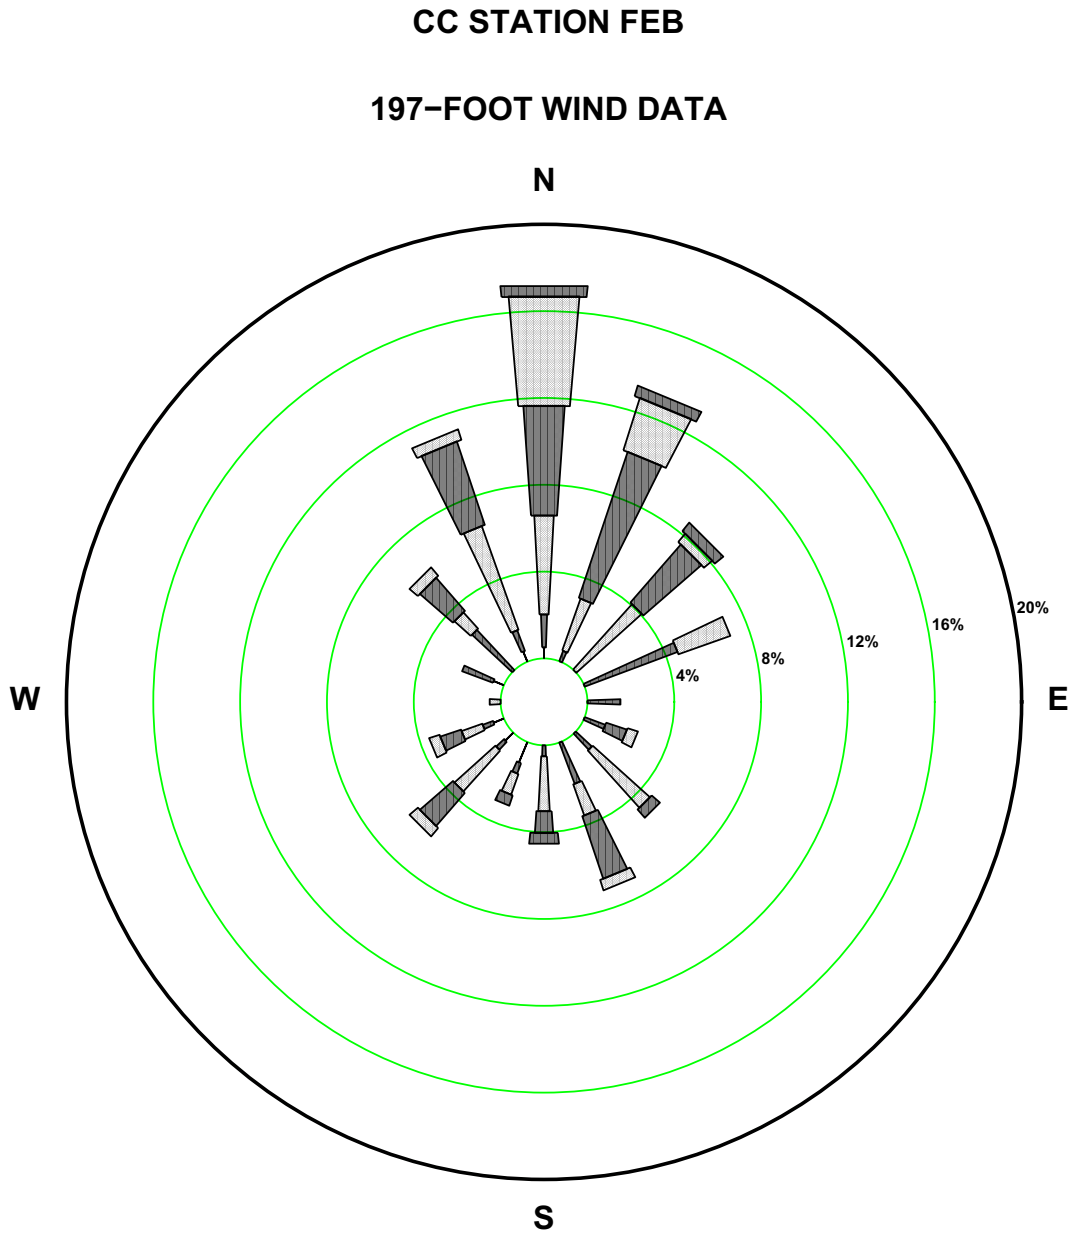 CC STATION FEB
197−FOOT WIND DATA
N
20%
16%
12%
8%
4%
W
E
S